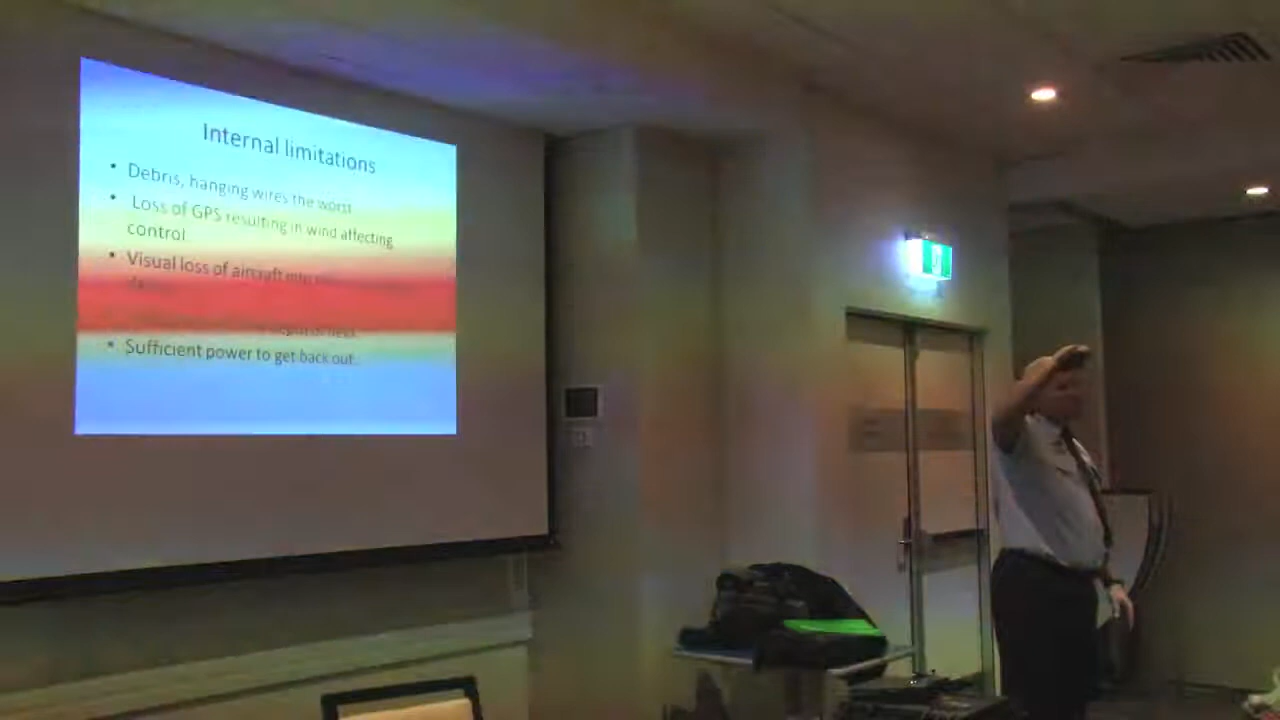 Internal limitations
• Debris, hanging wires the worst
• Loss of GPS resulting in wind affecting
control
• Visual loss of aircraft into
• Sufficient power to get back out.